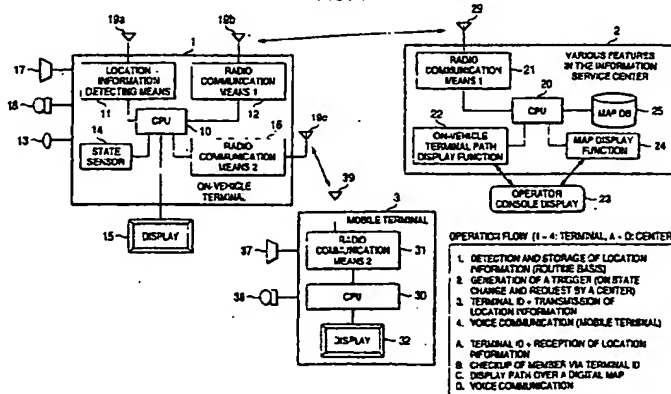 19a
19b
29
1
2
17
LOCATION
INFORMATION
DETECTING MEANS
RADIO
COMMUNICATION
MEANS 1
RADIO
COMMUNICATION
MEANS 1
21
VARIOUS FEATURES
IN THE INFORMATION
SERVICE CENTER
18
11
12
20
CPU
10
16
19c
22
CPU
MAP DB
25
13
14
STATE
SENSOR
RADIO
COMMUNICATION
MEANS 2
ON-VEHICLE
TERMINAL PATH
DISPLAY FUNCTION
MAP DISPLAY
FUNCTION
24
ON-VEHICLE
TERMINAL
39
OPERATOR
CONSOLE DISPLAY
23
3
15
DISPLAY
MOBILE TERMINAL
37
RADIO
COMMUNICATION
MEANS 2
31
38
CPU
30
DISPLAY
32
OPERATION FLOW (1 - 4: TERMINAL, A - D: CENTER)
1. DETECTION AND STORAGE OF LOCATION
INFORMATION (ROUTINE BASIS)
2. GENERATION OF A TRIGGER (ON STATE
CHANGE AND REQUEST BY A CENTER)
3. TERMINAL ID + TRANSMISSION OF
LOCATION INFORMATION
4. VOICE COMMUNICATION (MOBILE TERMINAL)
A. TERMINAL ID + RECEPTION OF LOCATION
INFORMATION
B. CHECKUP OF MEMBER VIA TERMINAL ID
C. DISPLAY PATH OVER A DIGITAL MAP
D. VOICE COMMUNICATION